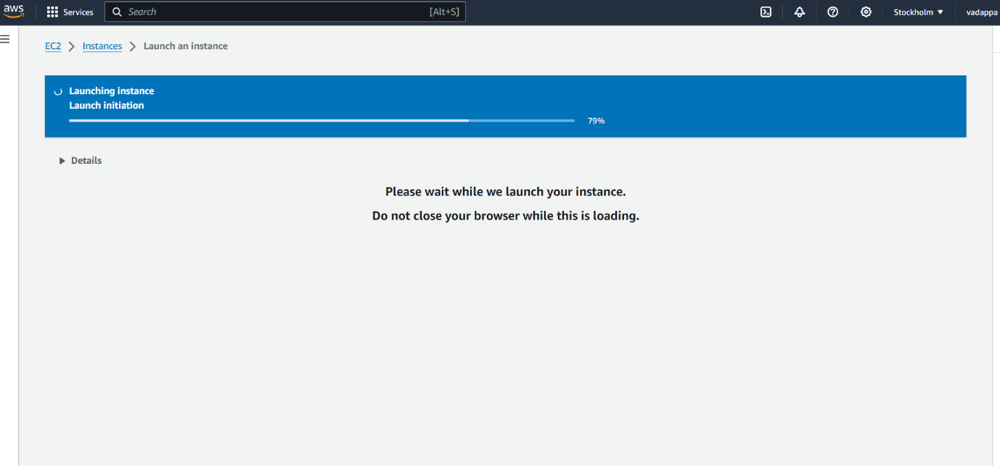 aws Services Search [Alt+S] Stockholm vadappa
EC2 Instances Launch an instance
Launching instance
Launch initiation
79%
Details
Please wait while we launch your instance.
Do not close your browser while this is loading.